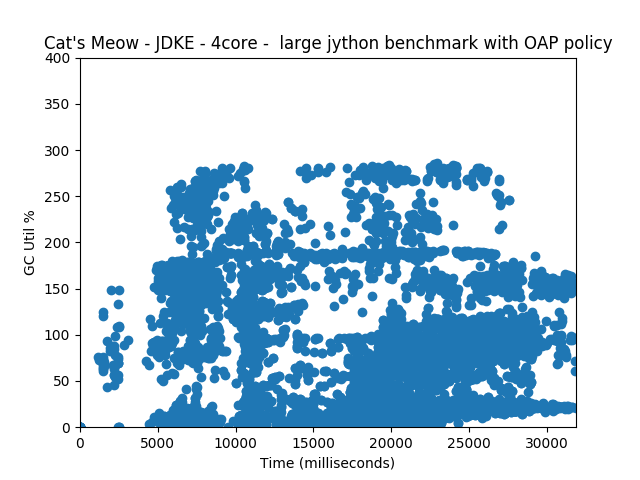 Cat's Meow - JDKE - 4core -  large jython benchmark with OAP policy
400
350
300
250
200
150
100
50
0
GC Util %
0 5000 10000 15000 20000 25000 30000
Time (milliseconds)